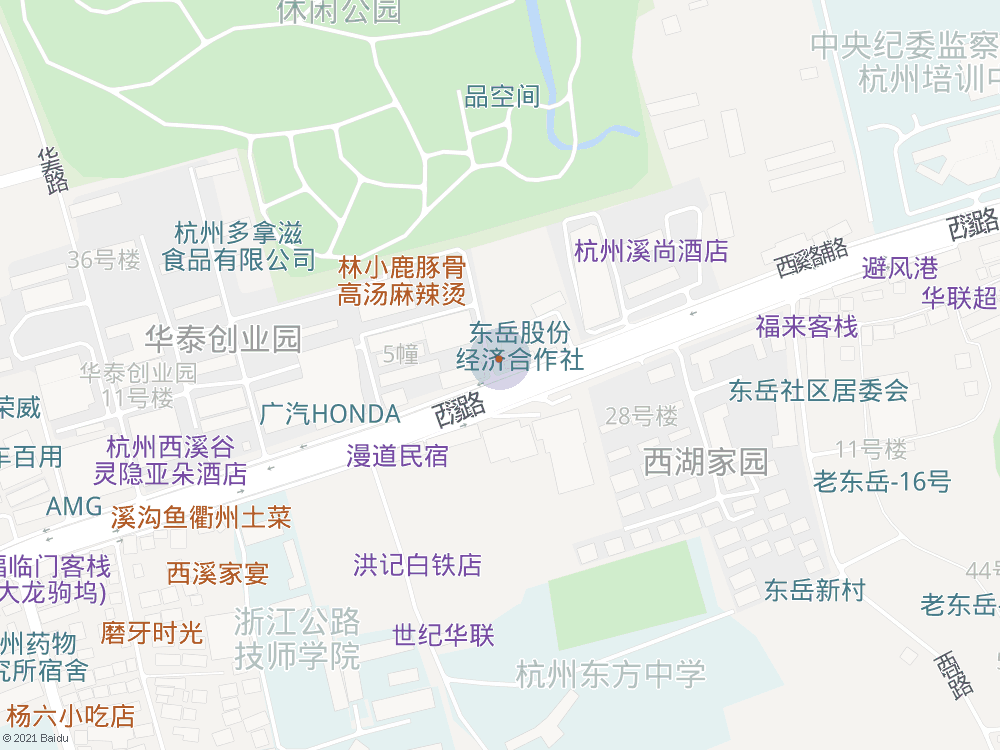 休闲公园
中央纪委监察
杭州培训中
品空间
华泰路
杭州多拿滋
食品有限公司
36号楼
林小鹿豚骨
高汤麻辣烫
杭州溪尚酒店
西溪路
西溪路辅路
避风港
华联超
福来客栈
华泰创业园
5幢
东岳股份
经济合作社
华泰创业园
11号楼
荣威
广汽HONDA
西溪路
28号楼
东岳社区居委会
车百用
杭州西溪谷
灵隐亚朵酒店
漫道民宿
西湖家园
11号楼
老东岳-16号
AMG
溪沟鱼衢州土菜
福临门客栈
(大龙驹坞)
西溪家宴
洪记白铁店
44号
东岳新村
老东岳-
磨牙时光
浙江公路
技师学院
世纪华联
州药物
究所宿舍
杭州东方中学
杨六小吃店
© 2021 Baidu